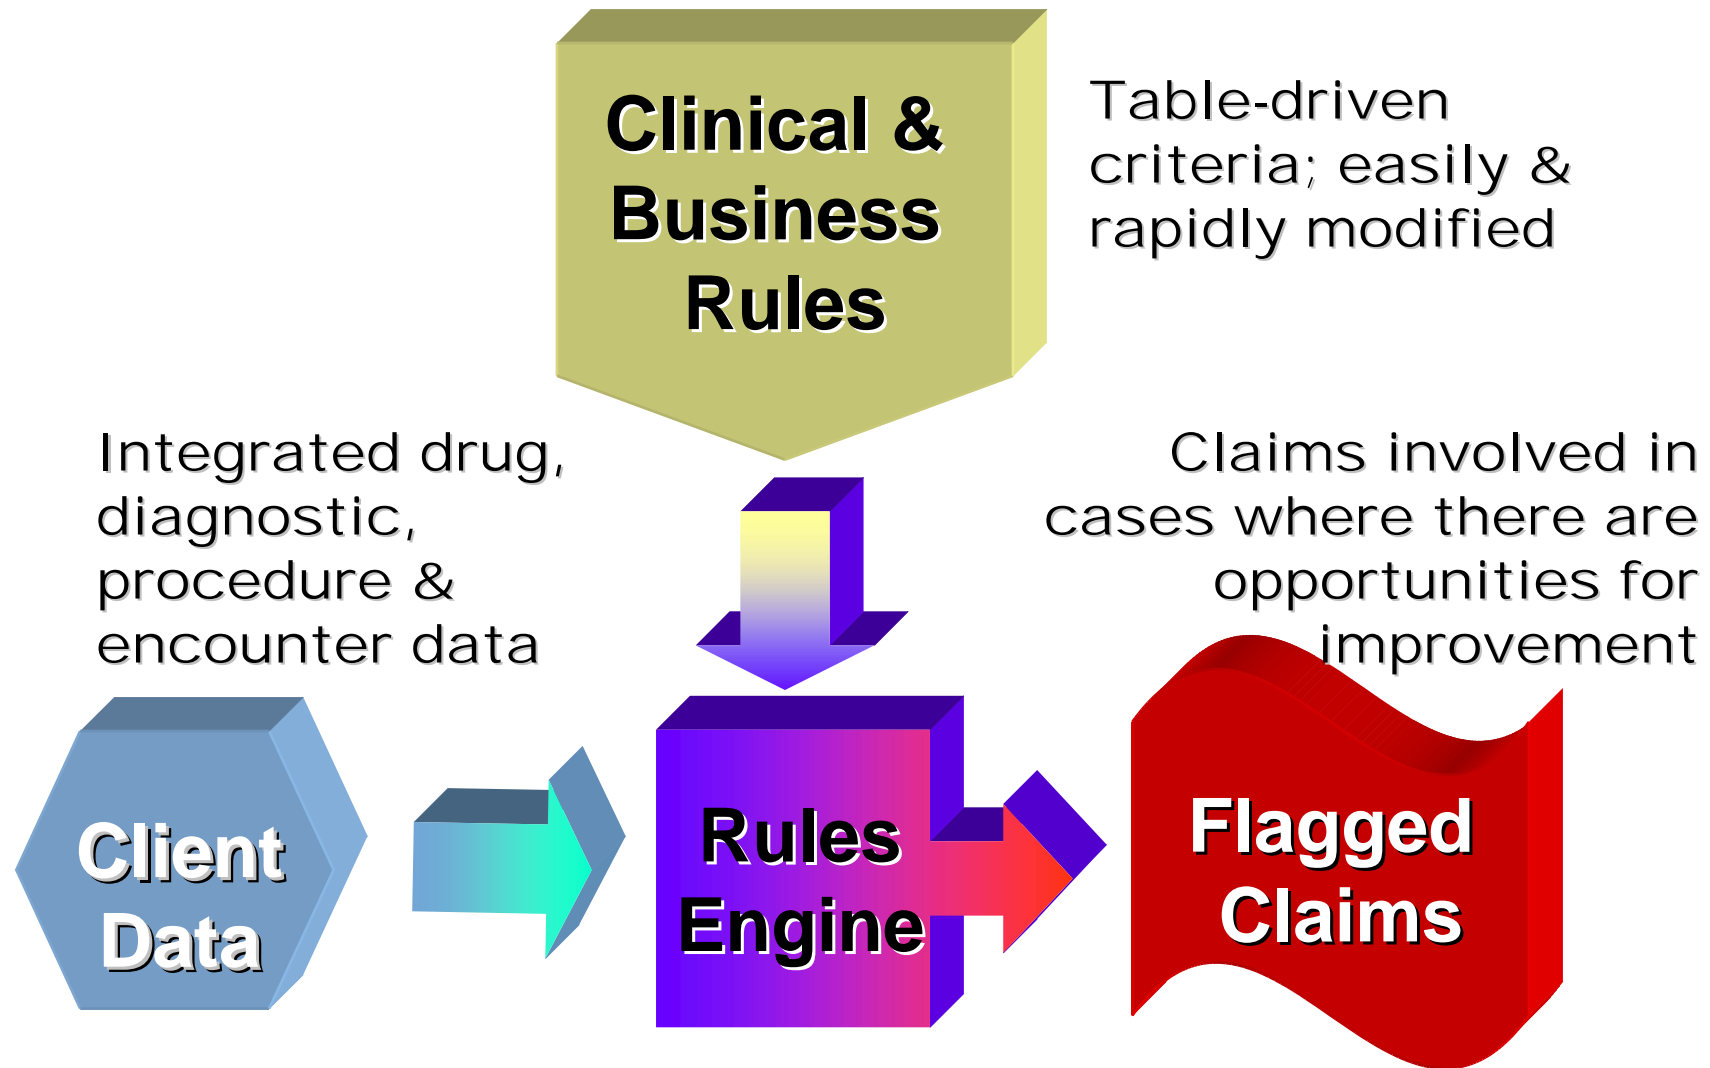 Clinical &
Business
Rules
Table-driven
criteria; easily &
rapidly modified
Integrated drug,
diagnostic,
procedure &
encounter data
Claims involved in
cases where there are
opportunities for
improvement
Client
Data
Rules
Engine
Flagged
Claims